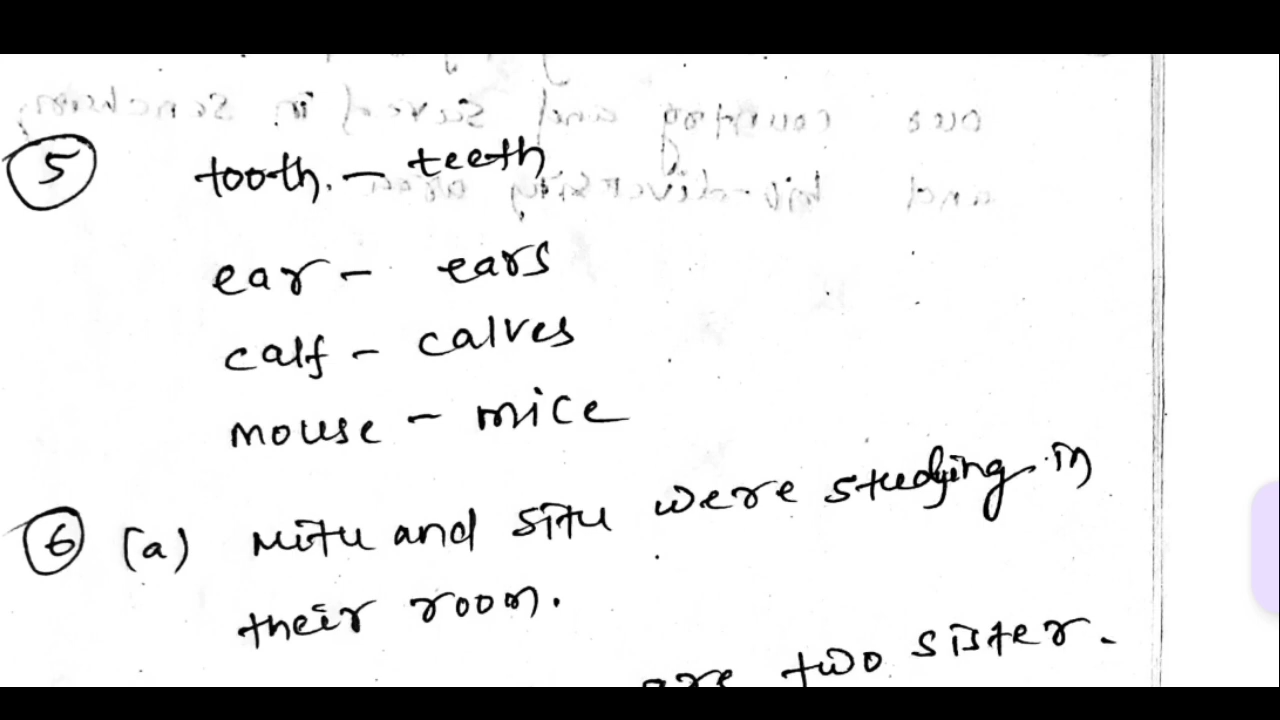 5 tooth. - teeth
ear - ears
calf - calves
mouse - mice
6 (a) Mitu and Situ were studying in
their room.
are two sister.